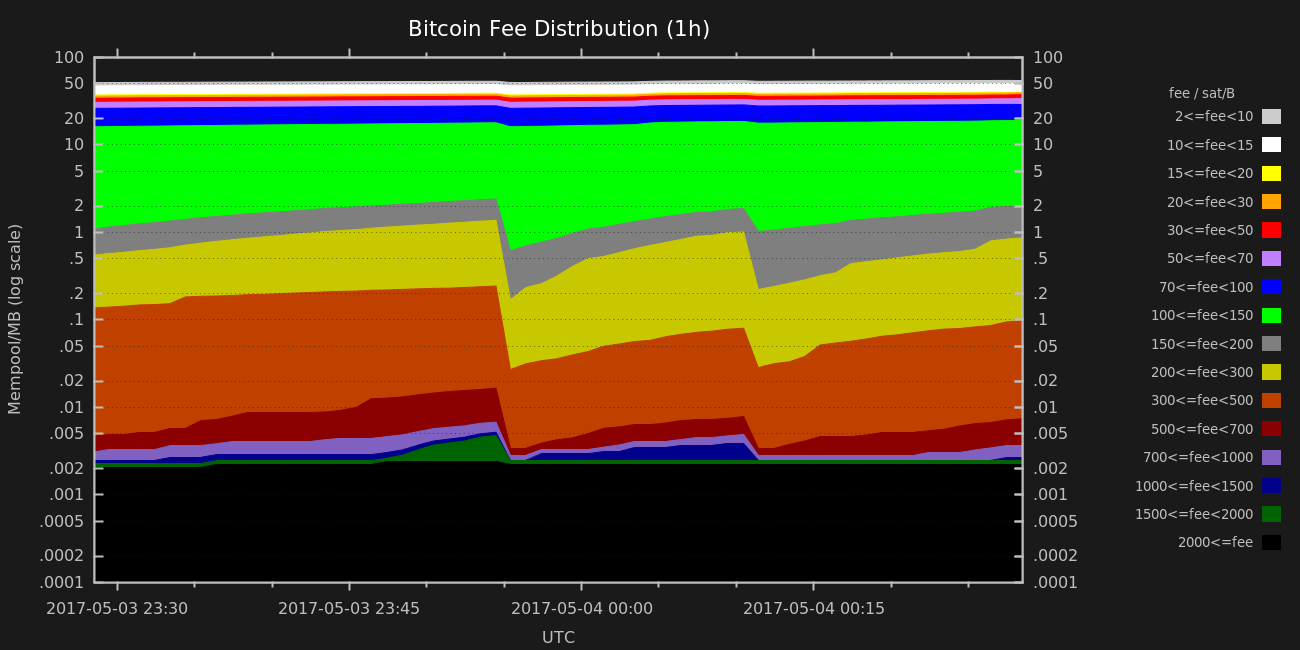 Bitcoin Fee Distribution (1h)
Mempool/MB (log scale)
100
50
20
10
5
2
1
.5
.2
.1
.05
.02
.01
.005
.002
.001
.0005
.0002
.0001
100
50
20
10
5
2
1
.5
.2
.1
.05
.02
.01
.005
.002
.001
.0005
.0002
.0001
2017-05-03 23:30
2017-05-03 23:45
2017-05-04 00:00
2017-05-04 00:15
UTC
fee / sat/B
2<=fee<10
10<=fee<15
15<=fee<20
20<=fee<30
30<=fee<50
50<=fee<70
70<=fee<100
100<=fee<150
150<=fee<200
200<=fee<300
300<=fee<500
500<=fee<700
700<=fee<1000
1000<=fee<1500
1500<=fee<2000
2000<=fee